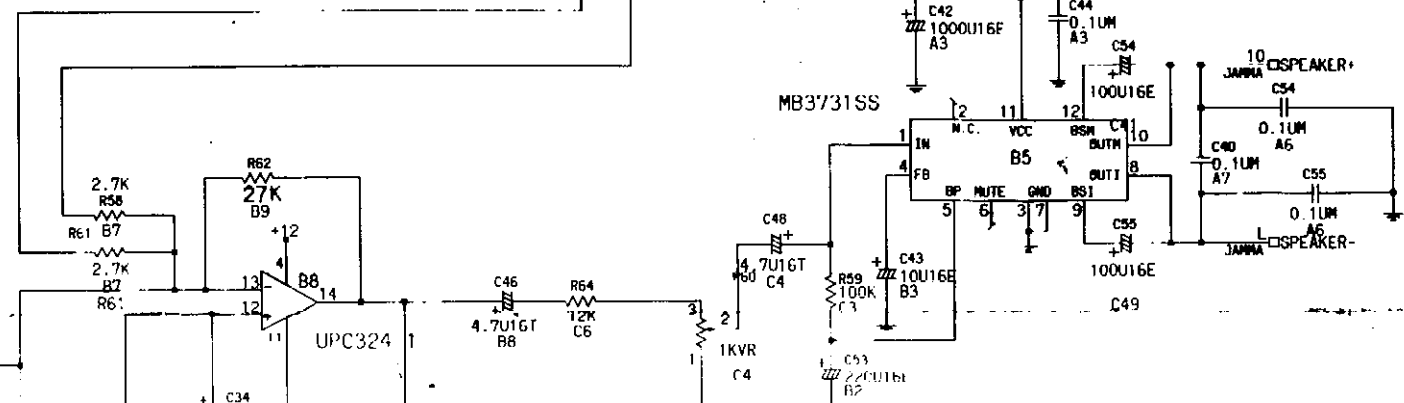 C42
1000U16E
A3
C44
0.1UM
A3
C54
100U16E
10
JAMMA
SPEAKER+
C54
0.1UM
A6
MB3731SS
2
11
12
N.C.
VCC
BSM
1
IN
OUTM
10
B5
4
FB
OUTI
8
BP
MUTE
GND
BSI
5
6
3
7
9
C40
0.1UM
A7
C55
0.1UM
A6
L
JAMMA
SPEAKER-
C55
100U16E
C49
R62
27K
B9
2.7K
R58
B7
R61
2.7K
B7
R61
+12
4
13
-
12
+
B8
14
11
UPC324
1
C46
+
4.7U16T
B8
R64
12K
C6
3
2
1
1KVR
C4
C48
+
4.7U16T
C4
R59
100K
C3
C43
10U16E
B3
C53
220U16E
B2
C34
+